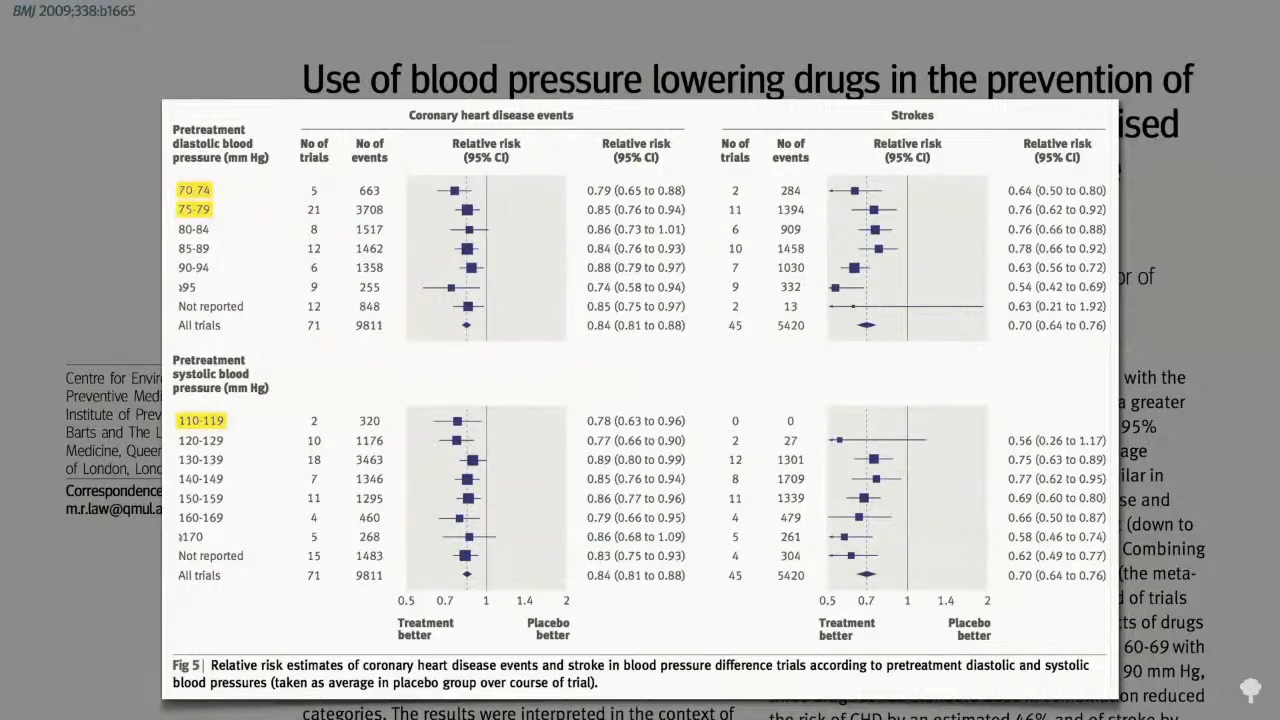 BMJ 2009;338:b1665
Use of blood pressure lowering drugs in the prevention of
ised
Coronary heart disease events
Strokes
Pretreatment
diastolic blood
pressure (mm Hg)
No of
trials
No of
events
Relative risk
(95% CI)
Relative risk
(95% CI)
No of
trials
No of
events
Relative risk
(95% CI)
Relative risk
(95% CI)
70-74 5 663 0.79 (0.65 to 0.88) 2 284 0.64 (0.50 to 0.80)
75-79 21 3708 0.85 (0.76 to 0.94) 11 1394 0.76 (0.62 to 0.92)
80-84 8 1517 0.86 (0.73 to 1.01) 6 909 0.76 (0.66 to 0.88)
85-89 12 1462 0.84 (0.76 to 0.93) 10 1458 0.78 (0.66 to 0.92)
90-94 6 1358 0.88 (0.79 to 0.97) 7 1030 0.63 (0.56 to 0.72)
›95 9 255 0.74 (0.58 to 0.94) 9 332 0.54 (0.42 to 0.69)
Not reported 12 848 0.85 (0.75 to 0.97) 2 13 0.63 (0.21 to 1.92)
All trials 71 9811 0.84 (0.81 to 0.88) 45 5420 0.70 (0.64 to 0.76)
Pretreatment
systolic blood
pressure (mm Hg)
110-119 2 320 0.78 (0.63 to 0.96) 0 0
120-129 10 1176 0.77 (0.66 to 0.90) 2 27 0.56 (0.26 to 1.17)
130-139 18 3463 0.89 (0.80 to 0.99) 12 1301 0.75 (0.63 to 0.89)
140-149 7 1346 0.85 (0.76 to 0.94) 8 1709 0.77 (0.62 to 0.95)
150-159 11 1295 0.86 (0.77 to 0.96) 11 1339 0.69 (0.60 to 0.80)
160-169 4 460 0.79 (0.66 to 0.95) 4 479 0.66 (0.50 to 0.87)
›170 5 268 0.86 (0.68 to 1.09) 5 261 0.58 (0.46 to 0.74)
Not reported 15 1483 0.83 (0.75 to 0.93) 4 304 0.62 (0.49 to 0.77)
All trials 71 9811 0.84 (0.81 to 0.88) 45 5420 0.70 (0.64 to 0.76)
0.5 0.7 1 1.4 2 0.5 0.7 1 1.4 2
Treatment
better
Placebo
better
Treatment
better
Placebo
better
Fig 5 | Relative risk estimates of coronary heart disease events and stroke in blood pressure difference trials according to pretreatment diastolic and systolic
blood pressures (taken as average in placebo group over course of trial).
Centre for Envir
Preventive Medi
Institute of Prev
Barts and The L
Medicine, Queen
of London, Lond
Correspondence
m.r.law@qmul.a
or of
with the
a greater
95%
age
ilar in
se and
(down to
Combining
(the meta-
d of trials
cts of drugs
60-69 with
90 mm Hg,
on reduced
categories. The results were interpreted in the context of
the risk of CHD by an estimated 46% and of stroke by